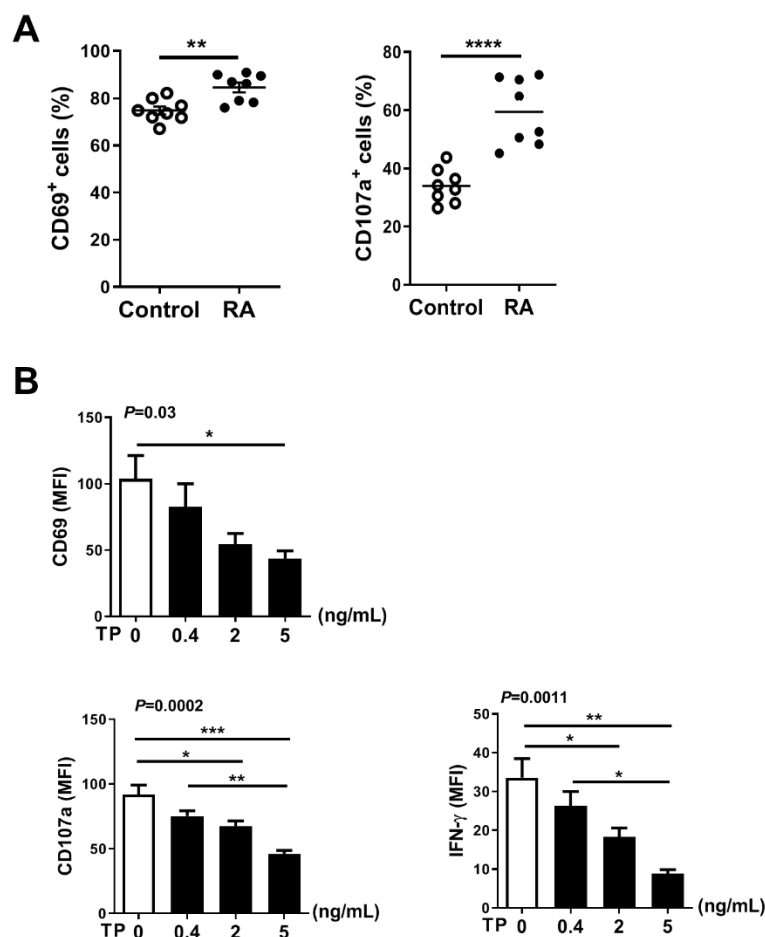 A
**
****
100
80
60
40
20
0
CD69+ cells (%)
Control RA
80
60
40
20
0
CD107a+ cells (%)
Control RA
B
P=0.03
*
150
100
50
0
CD69 (MFI)
TP 0 0.4 2 5 (ng/mL)
P=0.0002
***
*
**
150
100
50
0
CD107a (MFI)
TP 0 0.4 2 5 (ng/mL)
P=0.0011
**
*
*
50
40
30
20
10
0
IFN-γ (MFI)
TP 0 0.4 2 5 (ng/mL)